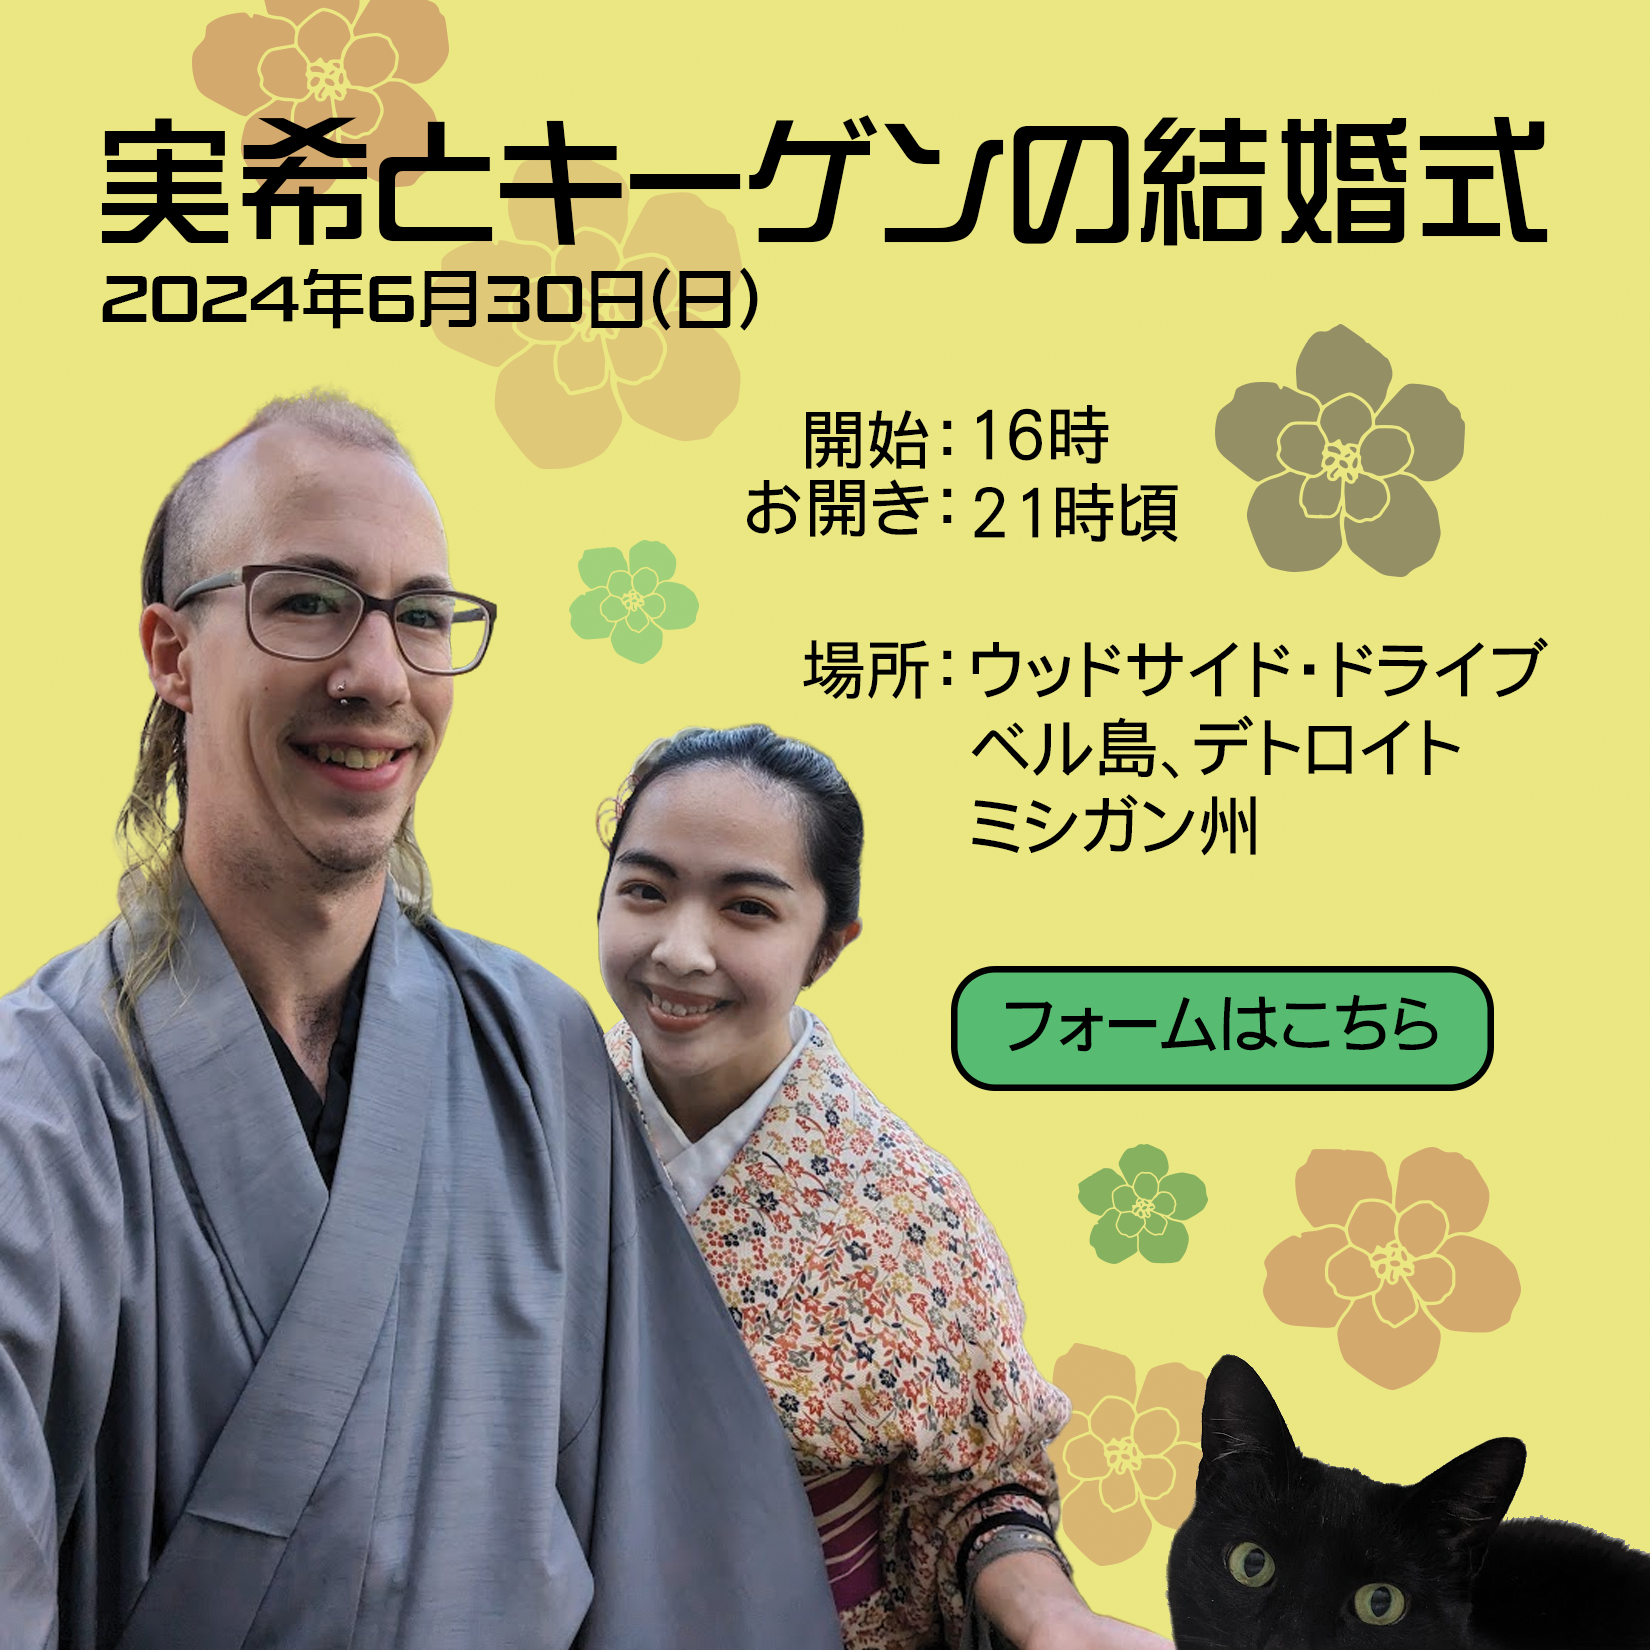 実希とキーゲンの結婚式
2024年6月30日(日)
開始：16時
お開き：21時頃
場所：ウッドサイド・ドライブ
ベル島、デトロイト
ミシガン州
フォームはこちら